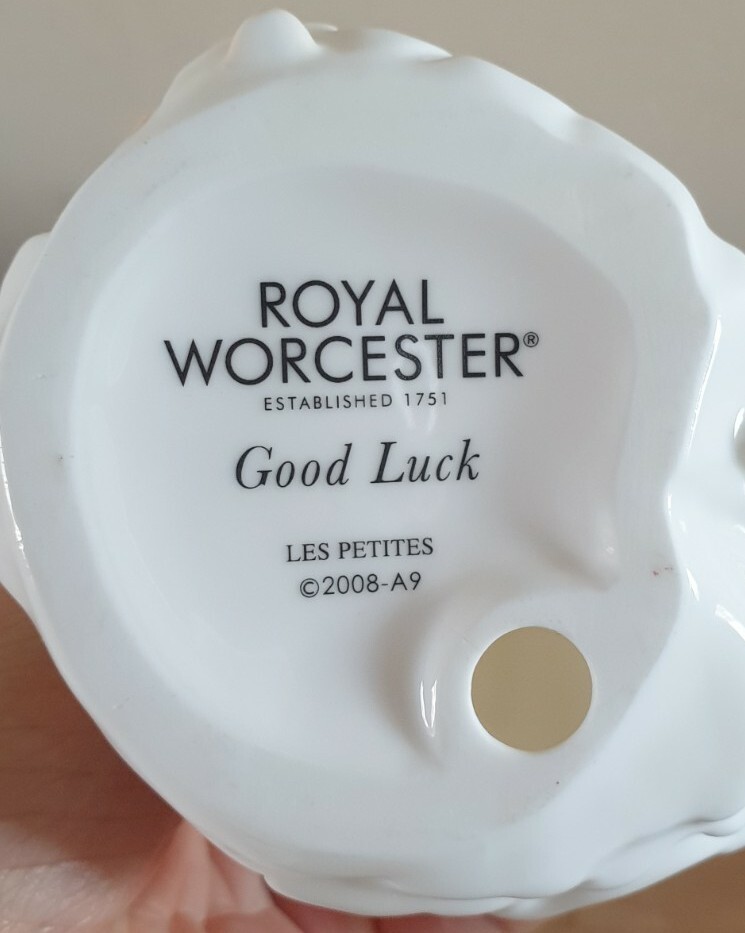 ROYAL
WORCESTER®
ESTABLISHED 1751
Good Luck
LES PETITES
©2008-A9